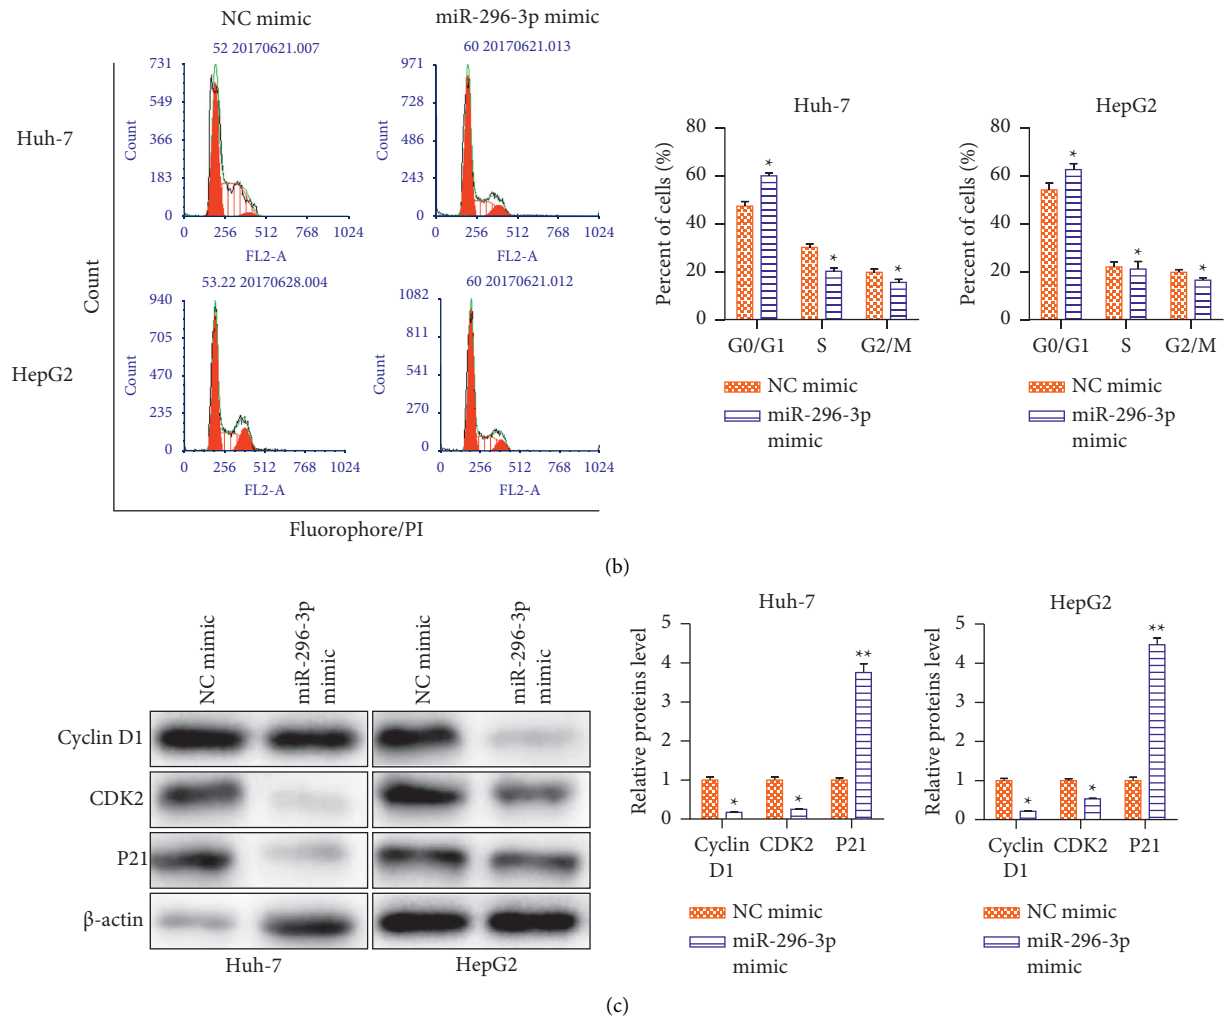 NC mimic
miR-296-3p mimic
52 20170621.007
60 20170621.013
Huh-7
Count
731
549
366
183
0
0 256 512 768 1024
FL2-A
Count
971
728
486
243
0
0 256 512 768 1024
FL2-A
Count
53.22 20170628.004
60 20170621.012
HepG2
Count
940
705
470
235
0
0 256 512 768 1024
FL2-A
Count
1082
811
541
270
0
0 256 512 768 1024
FL2-A
Fluorophore/PI
Huh-7
Percent of cells (%)
80
60
40
20
0
*
*
*
G0/G1 S G2/M
NC mimic
miR-296-3p
mimic
HepG2
Percent of cells (%)
80
60
40
20
0
*
*
*
G0/G1 S G2/M
NC mimic
miR-296-3p
mimic
(b)
NC mimic
miR-296-3p
mimic
NC mimic
miR-296-3p
mimic
Cyclin D1
CDK2
P21
β-actin
Huh-7
HepG2
Huh-7
Relative proteins level
5
4
3
2
1
0
*
*
**
Cyclin CDK2 P21
D1
NC mimic
miR-296-3p
mimic
HepG2
Relative proteins level
5
4
3
2
1
0
*
*
**
Cyclin CDK2 P21
D1
NC mimic
miR-296-3p
mimic
(c)